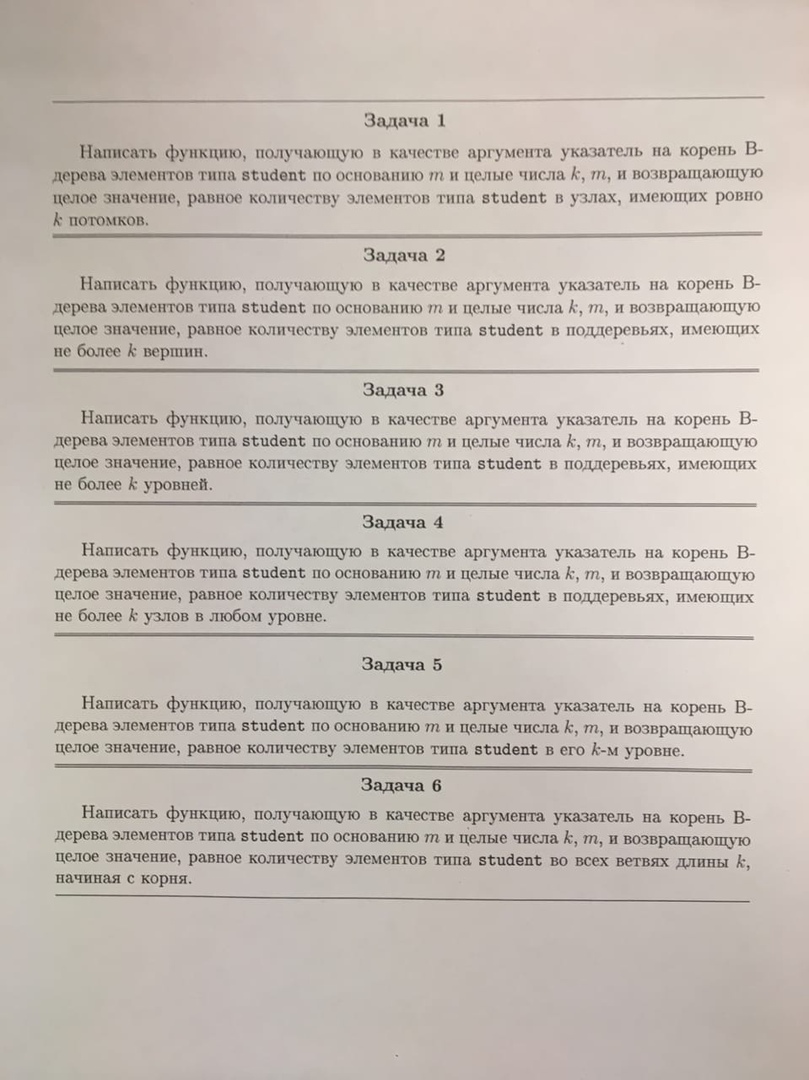 Задача 1
Написать функцию, получающую в качестве аргумента указатель на корень B-
дерева элементов типа student по основанию m и целые числа k, m, и возвращающую
целое значение, равное количеству элементов типа student в узлах, имеющих ровно
k потомков.
Задача 2
Написать функцию, получающую в качестве аргумента указатель на корень B-
дерева элементов типа student по основанию m и целые числа k, m, и возвращающую
целое значение, равное количеству элементов типа student в поддеревьях, имеющих
не более k вершин.
Задача 3
Написать функцию, получающую в качестве аргумента указатель на корень B-
дерева элементов типа student по основанию m и целые числа k, m, и возвращающую
целое значение, равное количеству элементов типа student в поддеревьях, имеющих
не более k уровней.
Задача 4
Написать функцию, получающую в качестве аргумента указатель на корень B-
дерева элементов типа student по основанию m и целые числа k, m, и возвращающую
целое значение, равное количеству элементов типа student в поддеревьях, имеющих
не более k узлов в любом уровне.
Задача 5
Написать функцию, получающую в качестве аргумента указатель на корень B-
дерева элементов типа student по основанию m и целые числа k, m, и возвращающую
целое значение, равное количеству элементов типа student в его k-м уровне.
Задача 6
Написать функцию, получающую в качестве аргумента указатель на корень B-
дерева элементов типа student по основанию m и целые числа k, m, и возвращающую
целое значение, равное количеству элементов типа student во всех ветвях длины k,
начиная с корня.